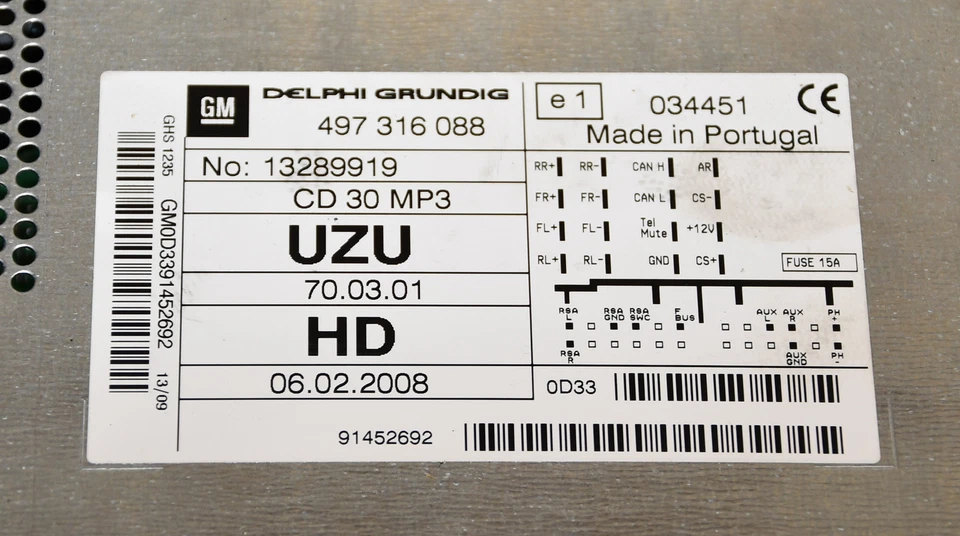 GM
DELPHI GRUNDIG
497 316 088
e 1
034451
CE
Made in Portugal
No: 13289919
CD 30 MP3
UZU
70.03.01
HD
06.02.2008
RR+ RR- CAN H AR
FR+ FR- CAN L CS-
FL+ FL- Tel Mute +12V
RL+ RL- GND CS+
FUSE 15A
RSA L RSA GND RSA SWC F BUS AUX L AUX R PH +
RSA R AUX GND PH -
0D33
91452692
GHS 1235
GM0D3391452692
13/09